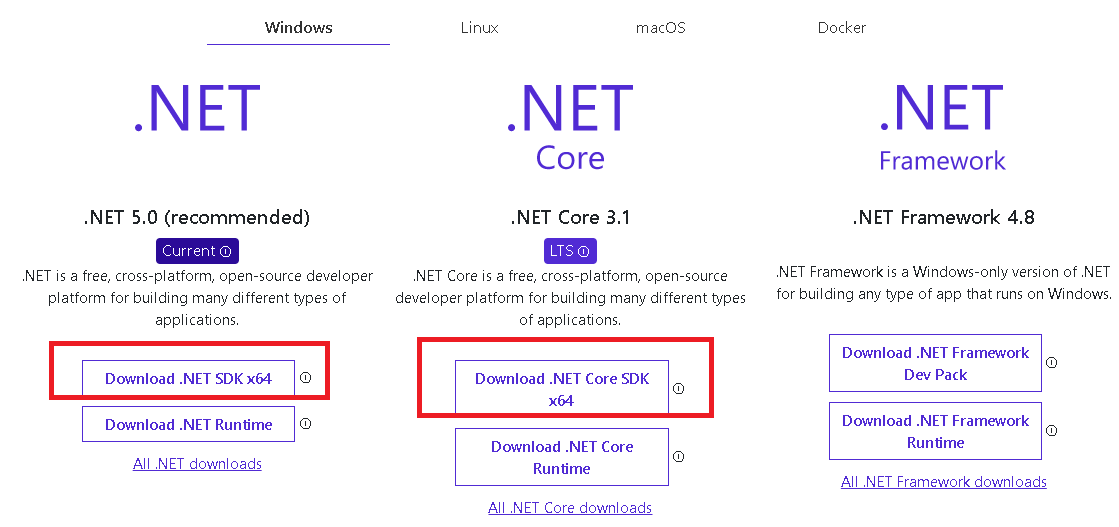 Windows
Linux
macOS
Docker
.NET
.NET 5.0 (recommended)
Current
.NET is a free, cross-platform, open-source developer
platform for building many different types of
applications.
Download .NET SDK x64
Download .NET Runtime
All .NET downloads
.NET
Core
.NET Core 3.1
LTS
.NET Core is a free, cross-platform, open-source
developer platform for building many different types
of applications.
Download .NET Core SDK
x64
Download .NET Core
Runtime
All .NET Core downloads
.NET
Framework
.NET Framework 4.8
.NET Framework is a Windows-only version of .NET
for building any type of app that runs on Windows.
Download .NET Framework
Dev Pack
Download .NET Framework
Runtime
All .NET Framework downloads